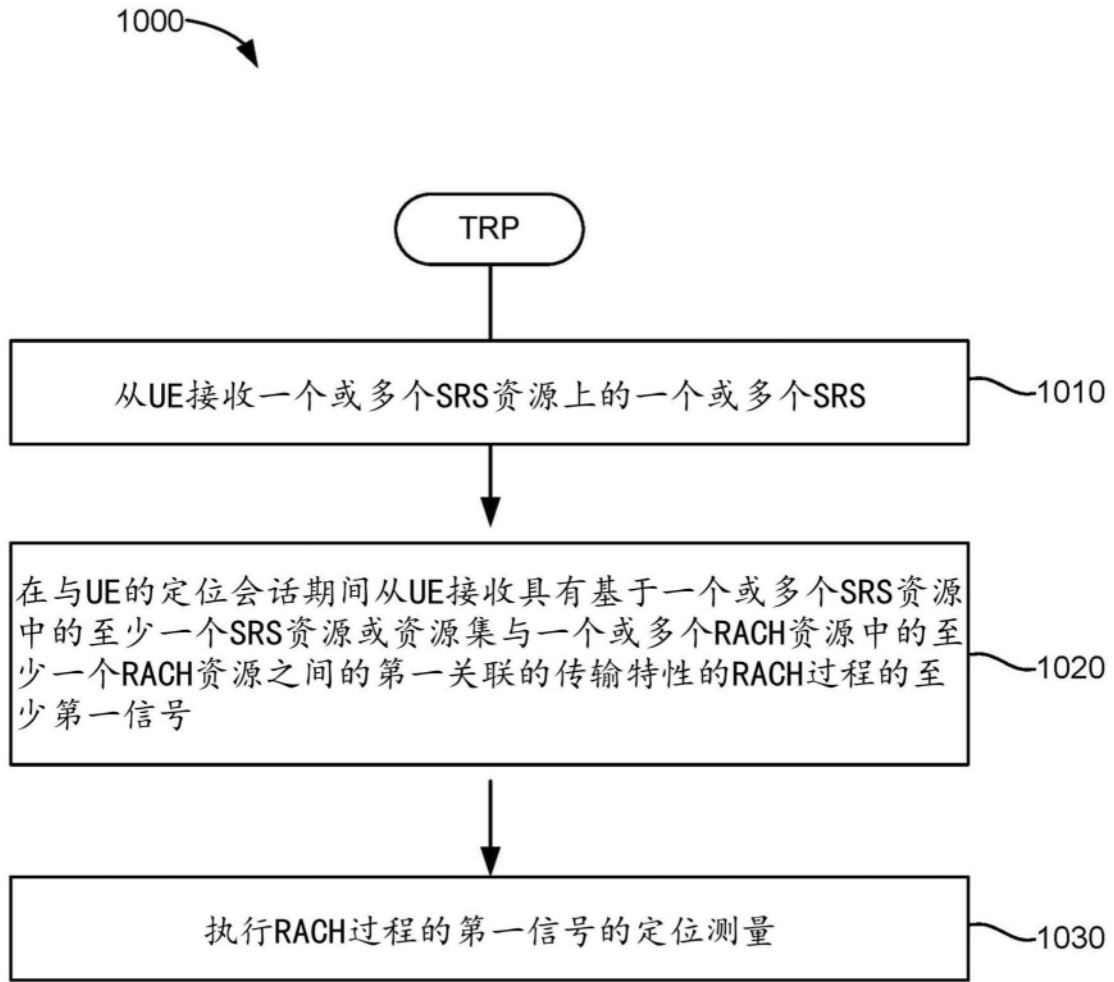 1000
TRP
从UE接收一个或多个SRS资源上的一个或多个SRS
1010
在与UE的定位会话期间从UE接收具有基于一个或多个SRS资源
中的至少一个SRS资源或资源集与一个或多个RACH资源中的至
少一个RACH资源之间的第一关联的传输特性的RACH过程的至
少第一信号
1020
执行RACH过程的第一信号的定位测量
1030